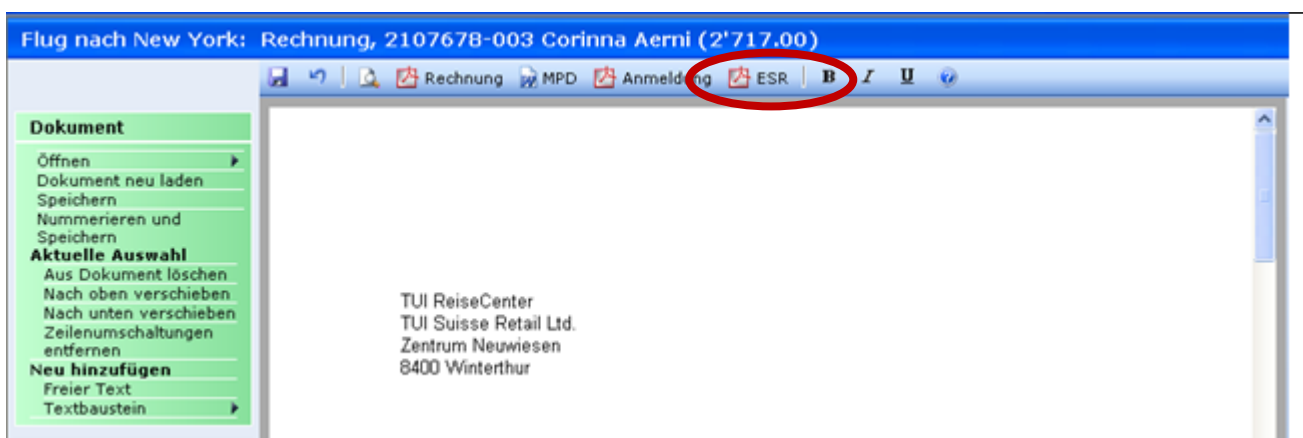 Flug nach New York: Rechnung, 2107678-003 Corinna Aerni (2'717.00)
Rechnung MPD Anmeldung ESR B I U
Dokument
Öffnen
Dokument neu laden
Speichern
Nummerieren und
Speichern
Aktuelle Auswahl
Aus Dokument löschen
Nach oben verschieben
Nach unten verschieben
Zeilenumschaltungen
entfernen
Neu hinzufügen
Freier Text
Textbaustein
TUI ReiseCenter
TUI Suisse Retail Ltd.
Zentrum Neuwiesen
8400 Winterthur